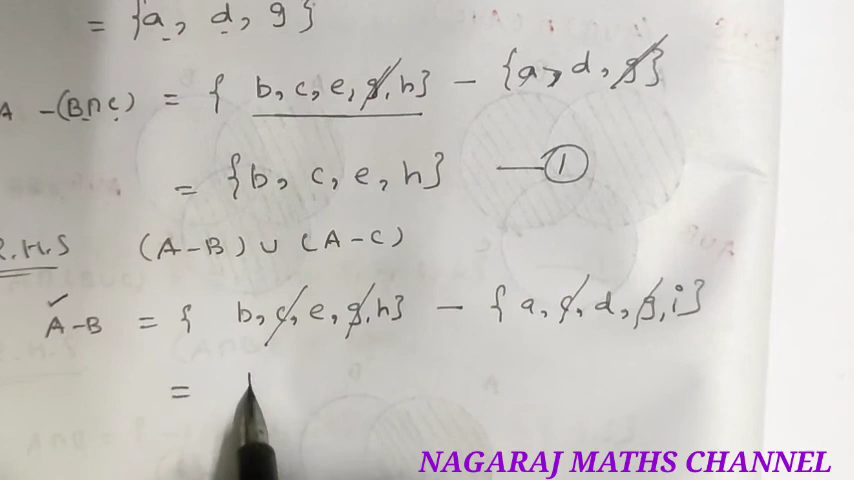 = {a, d, g}
A - (B∩C) = { b, c, e, g, h} - {a, d, g}
= {b, c, e, h} — ①
R.H.S (A-B) ∪ (A-C)
✓ A-B = { b, c, e, g, h} - { a, c, d, g, i}
=
NAGARAJ MATHS CHANNEL